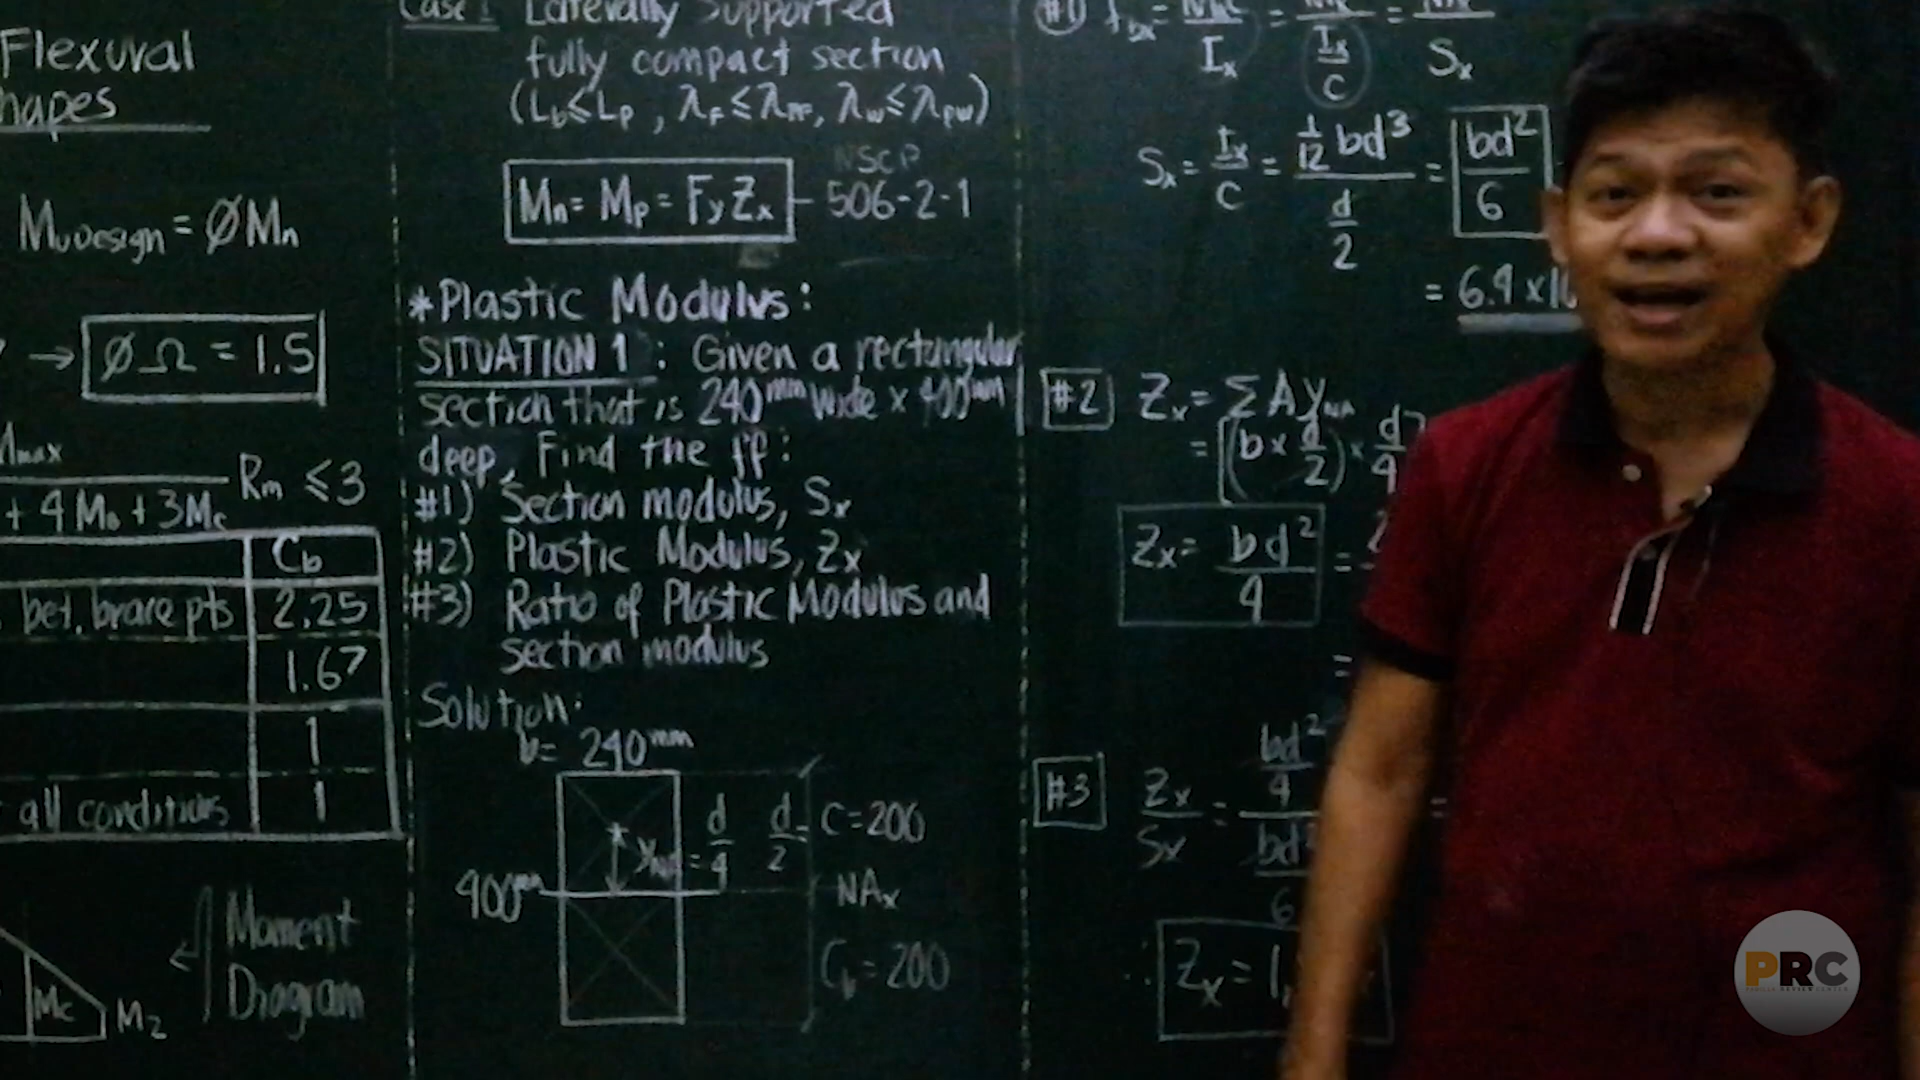 Flexural
hapes
MuDesign = ØMn
→ ØΩ = 1.5
Mmax
+ 4MB + 3Mc Rm ≤ 3
Cb
bet. brace pts 2.25
1.67
1
all conditions 1
Moment
Diagram
Mc M2
Case 1 Laterally Supported
fully compact section
(Lb ≤ Lp , λF ≤ λPF, λw ≤ λpw)
NSCP
Mn = Mp = FyZx - 506-2-1
*Plastic Modulus:
SITUATION 1 : Given a rectangular
section that is 240mm wide x 400mm
deep, Find the ff:
#1) Section modulus, Sx
#2) Plastic Modulus, Zx
#3) Ratio of Plastic Modulus and
section modulus
Solution:
b= 240mm
d/4 d/2 = C=200
YNA =
400mm NAx
Cb = 200
#1 fbx = = =
Ix Ix/C Sx
Sx = Ix/C = 1/12 bd³ / d/2 = bd²/6
= 6.4 x 10
#2 Zx = ΣAyNA
= [(b x d/2) x d/4
Zx = bd²/4 =
=
#3 Zx/Sx = bd²/4 / bd²/6 =
∴ Zx = 1.
PRC